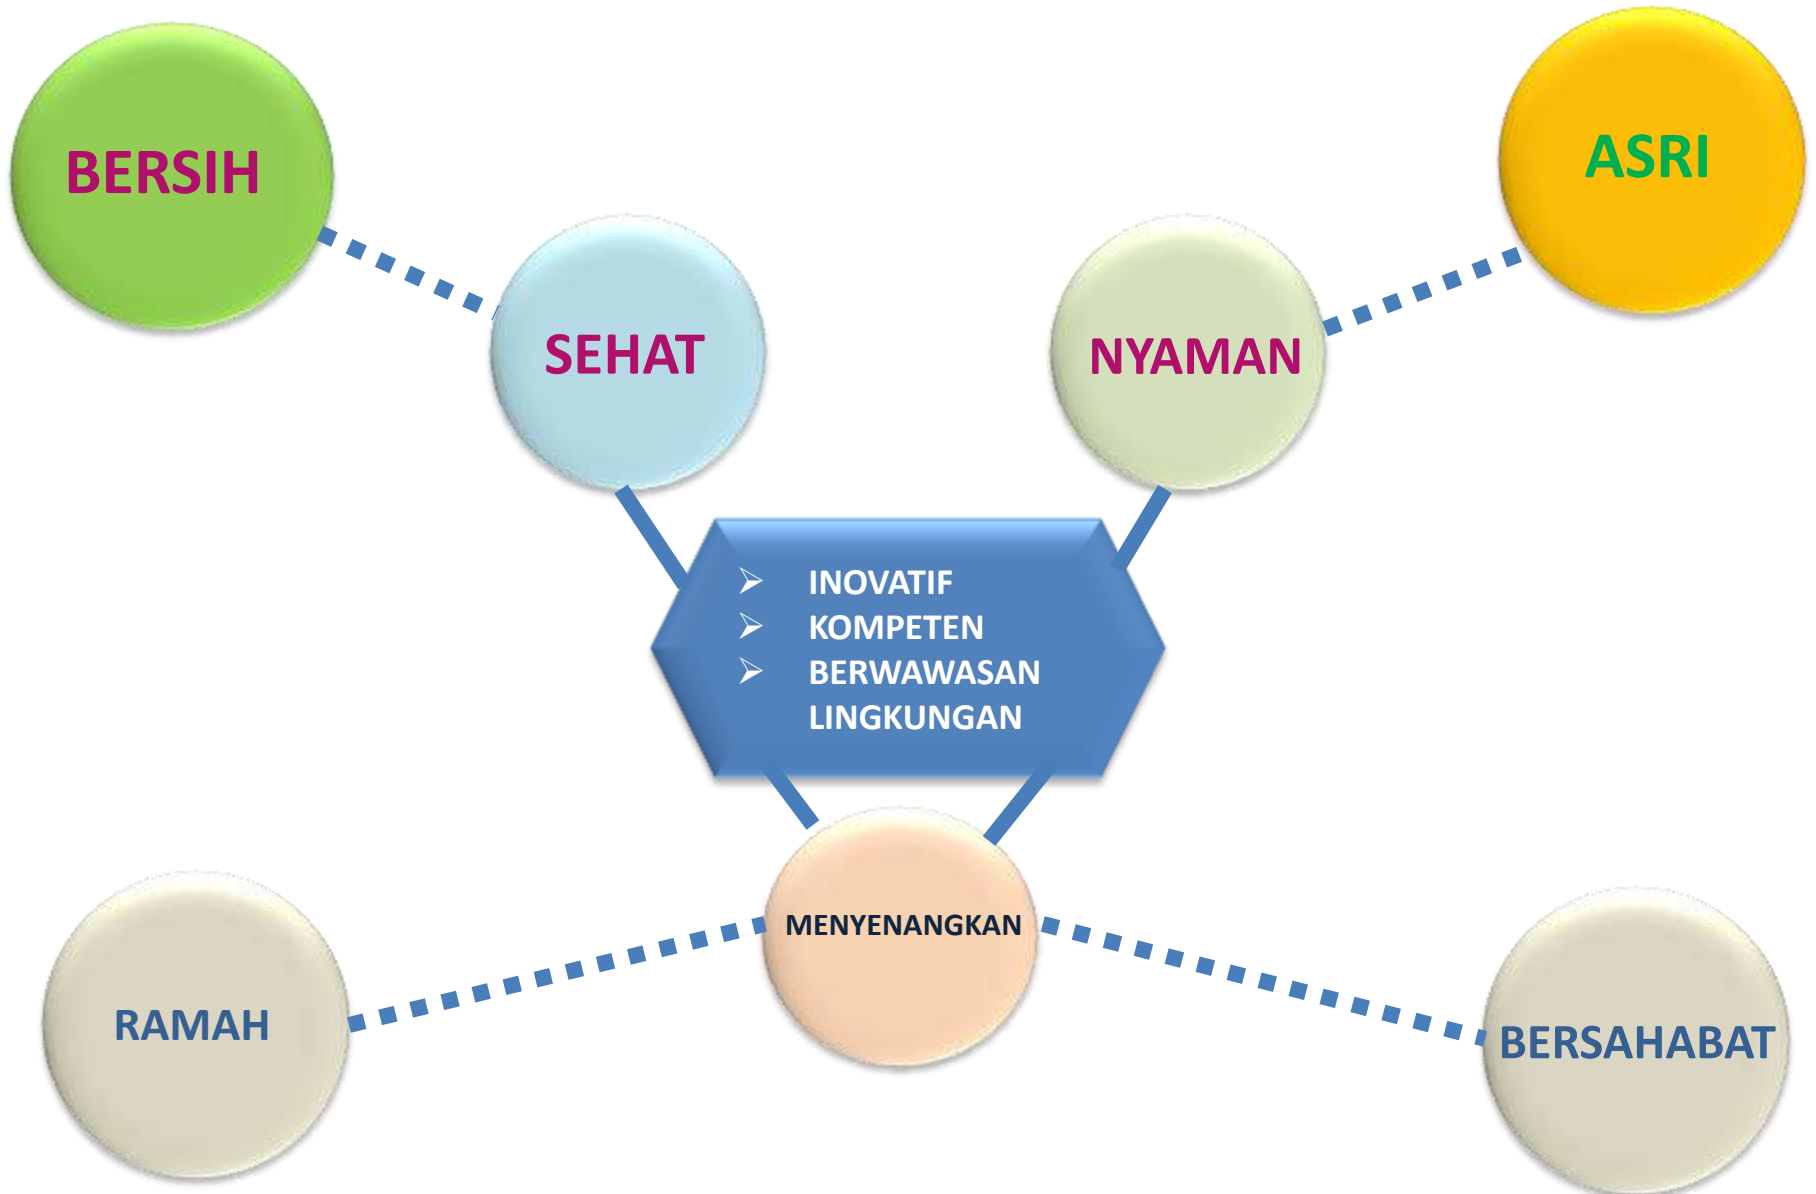 BERSIH
ASRI
SEHAT
NYAMAN
INOVATIF
KOMPETEN
BERWAWASAN
LINGKUNGAN
MENYENANGKAN
RAMAH
BERSAHABAT